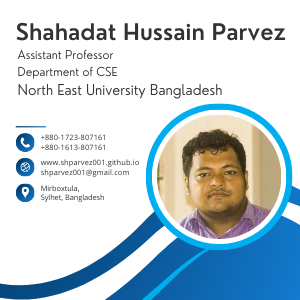 Shahadat Hussain Parvez
Assistant Professor
Department of CSE
North East University Bangladesh
+880-1723-807161
+880-1613-807161
www.shparvez001.github.io
shparvez001@gmail.com
Mirboxtula,
Sylhet, Bangladesh